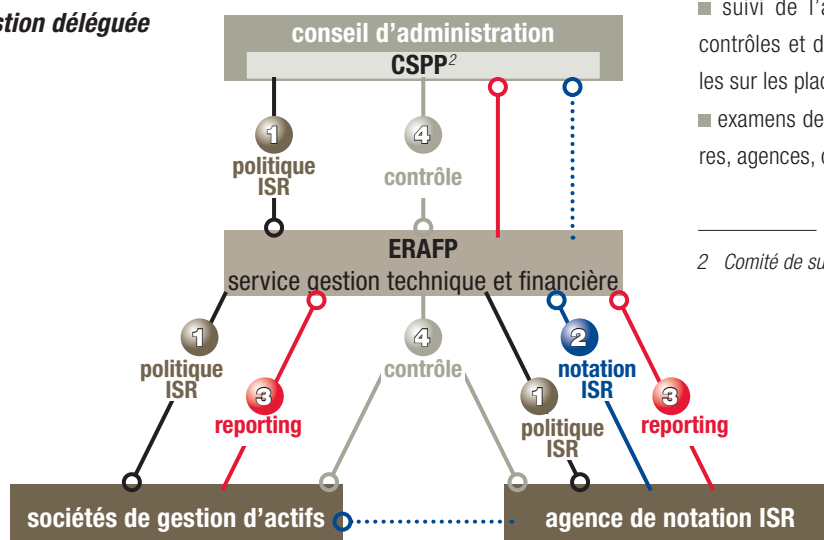 gestion déléguée
conseil d'administration
CSPP2
1
politique
ISR
4
contrôle
ERAFP
service gestion technique et financière
1
politique
ISR
3
reporting
4
contrôle
1
politique
ISR
2
notation
ISR
3
reporting
sociétés de gestion d'actifs
agence de notation ISR
suivi de l'a
contrôles et d
les sur les plac
examens de
res, agences, c
2 Comité de su